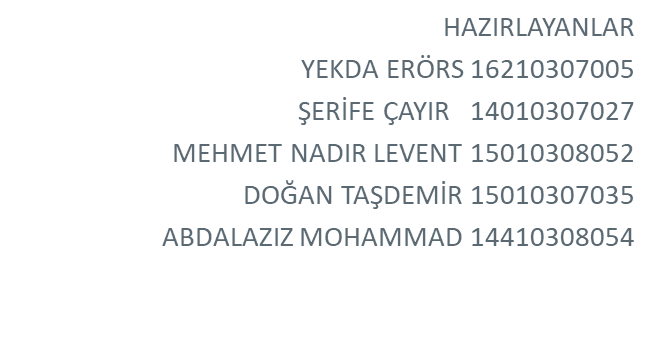 HAZIRLAYANLAR
YEKDA ERÖRS 16210307005
ŞERİFE ÇAYIR 14010307027
MEHMET NADIR LEVENT 15010308052
DOĞAN TAŞDEMİR 15010307035
ABDALAZIZ MOHAMMAD 14410308054